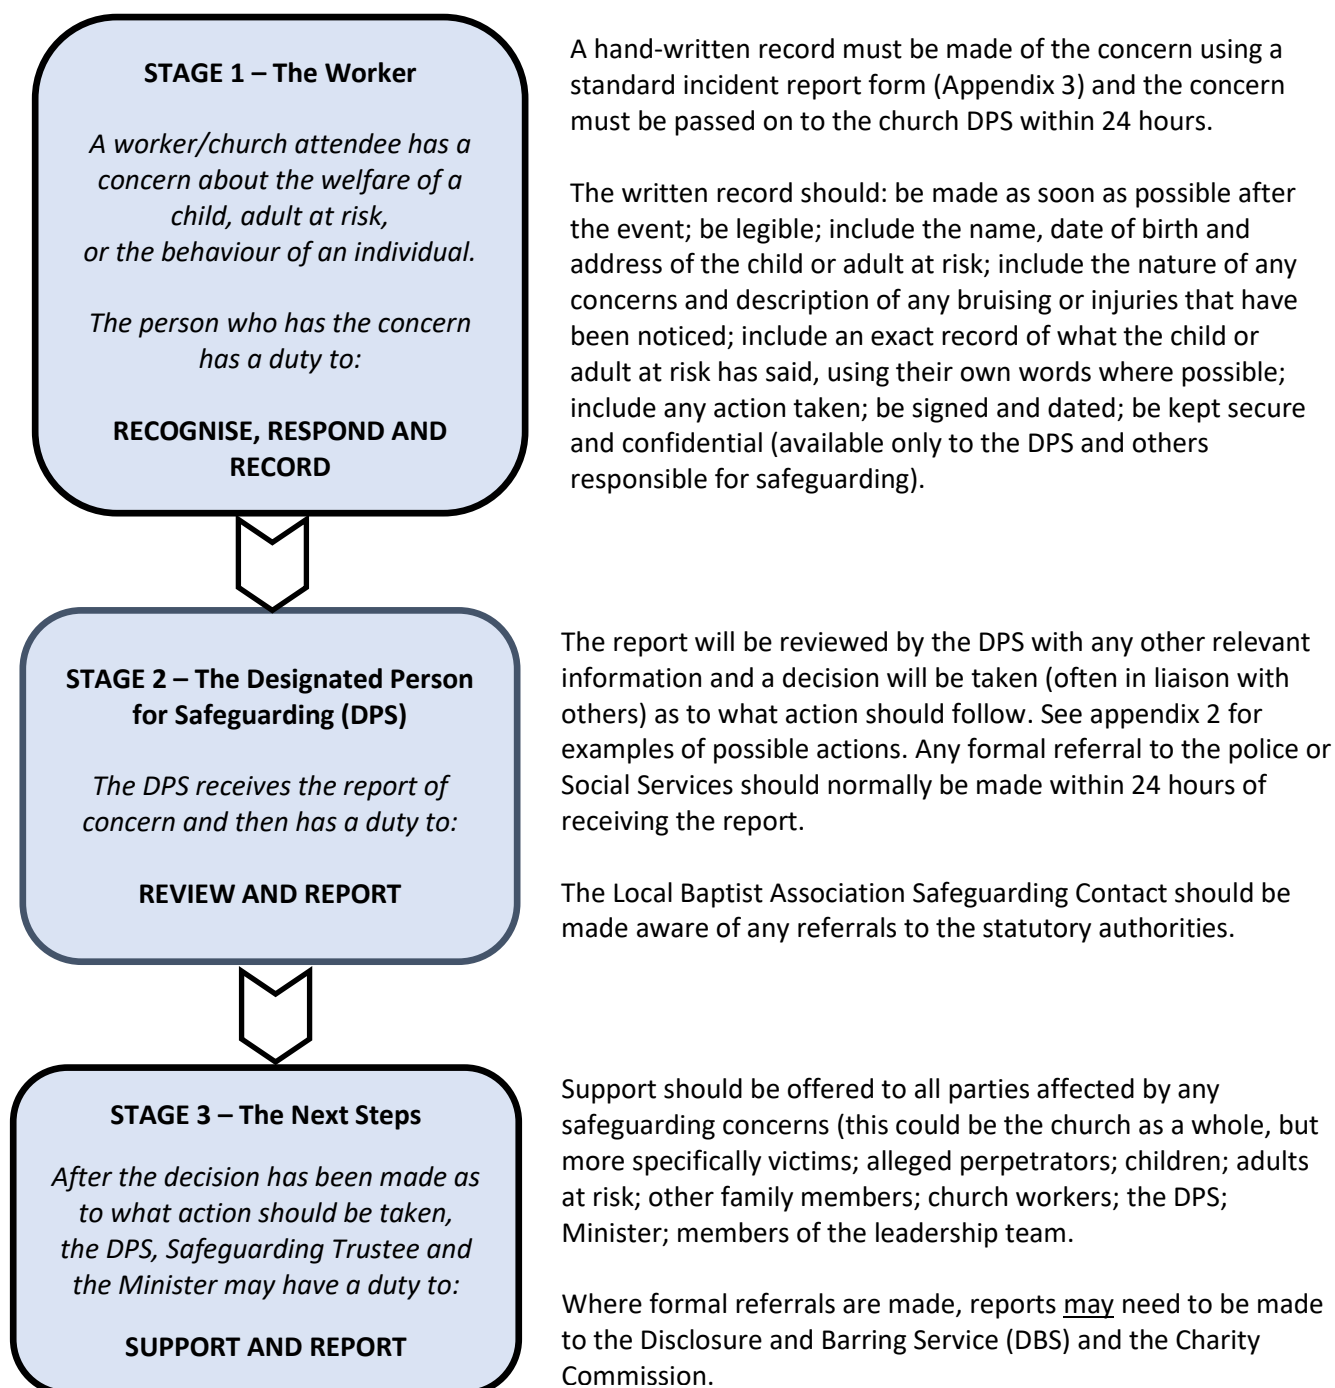 STAGE 1 – The Worker
A worker/church attendee has a
concern about the welfare of a
child, adult at risk,
or the behaviour of an individual.
The person who has the concern
has a duty to:
RECOGNISE, RESPOND AND
RECORD
A hand-written record must be made of the concern using a
standard incident report form (Appendix 3) and the concern
must be passed on to the church DPS within 24 hours.
The written record should: be made as soon as possible after
the event; be legible; include the name, date of birth and
address of the child or adult at risk; include the nature of any
concerns and description of any bruising or injuries that have
been noticed; include an exact record of what the child or
adult at risk has said, using their own words where possible;
include any action taken; be signed and dated; be kept secure
and confidential (available only to the DPS and others
responsible for safeguarding).
STAGE 2 – The Designated Person
for Safeguarding (DPS)
The DPS receives the report of
concern and then has a duty to:
REVIEW AND REPORT
The report will be reviewed by the DPS with any other relevant
information and a decision will be taken (often in liaison with
others) as to what action should follow. See appendix 2 for
examples of possible actions. Any formal referral to the police or
Social Services should normally be made within 24 hours of
receiving the report.
The Local Baptist Association Safeguarding Contact should be
made aware of any referrals to the statutory authorities.
STAGE 3 – The Next Steps
After the decision has been made as
to what action should be taken,
the DPS, Safeguarding Trustee and
the Minister may have a duty to:
SUPPORT AND REPORT
Support should be offered to all parties affected by any
safeguarding concerns (this could be the church as a whole, but
more specifically victims; alleged perpetrators; children; adults
at risk; other family members; church workers; the DPS;
Minister; members of the leadership team.
Where formal referrals are made, reports may need to be made
to the Disclosure and Barring Service (DBS) and the Charity
Commission.